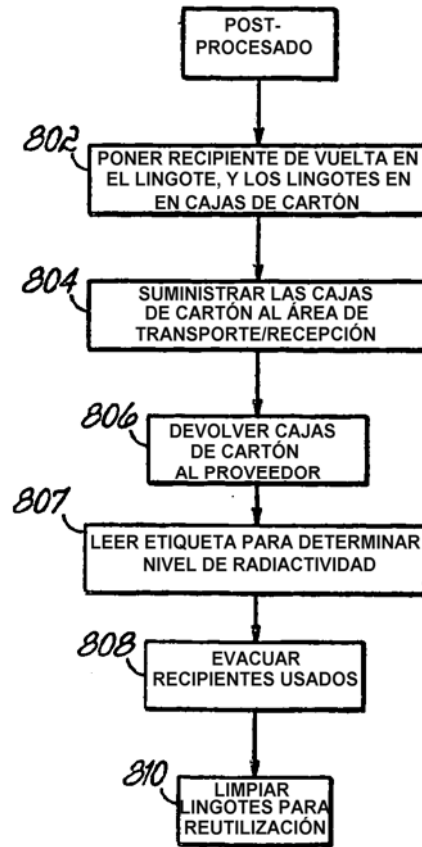 POST-
PROCESADO
802
PONER RECIPIENTE DE VUELTA EN
EL LINGOTE, Y LOS LINGOTES EN
EN CAJAS DE CARTÓN
804
SUMINISTRAR LAS CAJAS
DE CARTÓN AL ÁREA DE
TRANSPORTE/RECEPCIÓN
806
DEVOLVER CAJAS
DE CARTÓN
AL PROVEEDOR
807
LEER ETIQUETA PARA DETERMINAR
NIVEL DE RADIACTIVIDAD
808
EVACUAR
RECIPIENTES USADOS
810
LIMPIAR
LINGOTES PARA
REUTILIZACIÓN